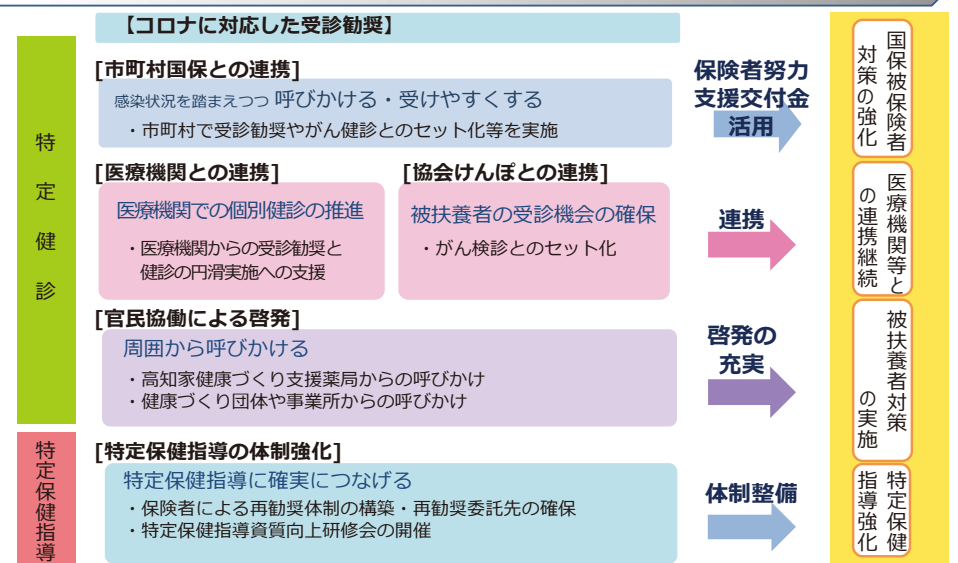 【コロナに対応した受診勧奨】
特定健診
[市町村国保との連携]
感染状況を踏まえつつ 呼びかける・受けやすくする
・市町村で受診勧奨やがん健診とのセット化等を実施
保険者努力
支援交付金
活用
国保被保険者
対策の強化
[医療機関との連携]
医療機関での個別健診の推進
・医療機関からの受診勧奨と
健診の円滑実施への支援
[協会けんぽとの連携]
被扶養者の受診機会の確保
・がん検診とのセット化
連携
医療機関等と
の連携継続
[官民協働による啓発]
周囲から呼びかける
・高知家健康づくり支援薬局からの呼びかけ
・健康づくり団体や事業所からの呼びかけ
啓発の
充実
被扶養者対策
の実施
特定保健指導
[特定保健指導の体制強化]
特定保健指導に確実につなげる
・保険者による再勧奨体制の構築・再勧奨委託先の確保
・特定保健指導資質向上研修会の開催
体制整備
特定保健
指導強化